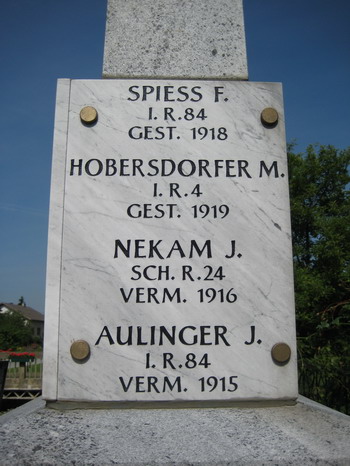 SPIESS F.
I.R.84
GEST. 1918
HOBERSDORFER M.
I.R.4
GEST. 1919
NEKAM J.
SCH. R.24
VERM. 1916
AULINGER J.
I.R.84
VERM. 1915